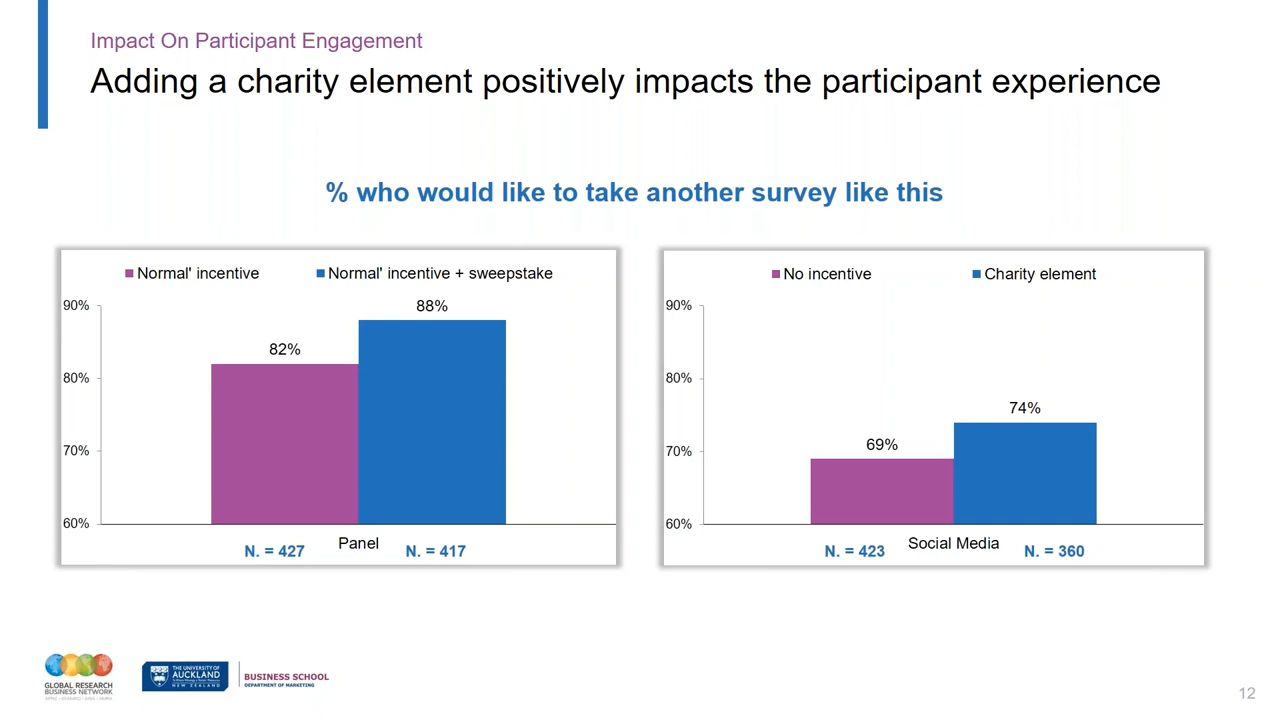 Impact On Participant Engagement
Adding a charity element positively impacts the participant experience
% who would like to take another survey like this
Normal' incentive
Normal' incentive + sweepstake
90%
80%
70%
60%
82%
88%
Panel
N. = 427
N. = 417
No incentive
Charity element
90%
80%
70%
60%
69%
74%
Social Media
N. = 423
N. = 360
GLOBAL RESEARCH
BUSINESS NETWORK
THE UNIVERSITY OF
AUCKLAND
NEW ZEALAND
BUSINESS SCHOOL
DEPARTMENT OF MARKETING
12